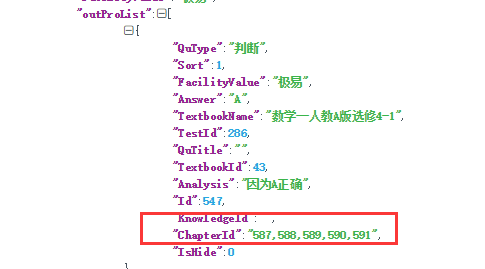 "outProList":[
{
"QuType":"判断",
"Sort":1,
"FacilityValue":"极易",
"Answer":"A",
"TextbookName":"数学—人教A版选修4-1",
"TestId":286,
"QuTitle":"",
"TextbookId":43,
"Analysis":"因为A正确",
"Id":547,
"KnowledgeId":"",
"ChapterId":"587,588,589,590,591",
"IsHide":0